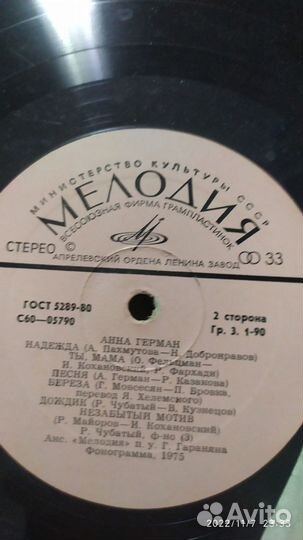 МИНИСТЕРСТВО КУЛЬТУРЫ СССР
МЕЛОДИЯ
ВСЕСОЮЗНАЯ ФИРМА ГРАМПЛАСТИНОК
СТЕРЕО
33
АПРЕЛЕВСКИЙ ОРДЕНА ЛЕНИНА ЗАВОД
ГОСТ 5289-80
С60—05790
2 сторона
Гр. 3. 1-90
АННА ГЕРМАН
НАДЕЖДА (А. Пахмутова—Н. Добронравов)
ТЫ, МАМА (О. Фельцман—
И. Кохановский, Р. Фархади)
ПЕСНЯ (А. Герман—Р. Казакова)
БЕРЕЗА (Г. Мовсесян—П. Бровка,
перевод Я. Хелемского)
ДОЖДИК (Р. Чубатый—В. Кузнецов)
НЕЗАБЫТЫЙ МОТИВ
(Р. Майоров—И. Кохановский)
Р. Чубатый, ф-но (3)
Анс. «Мелодия» п. у Г. Гараняна
Фонограмма, 1975
2022/11/7 23:33
Avito